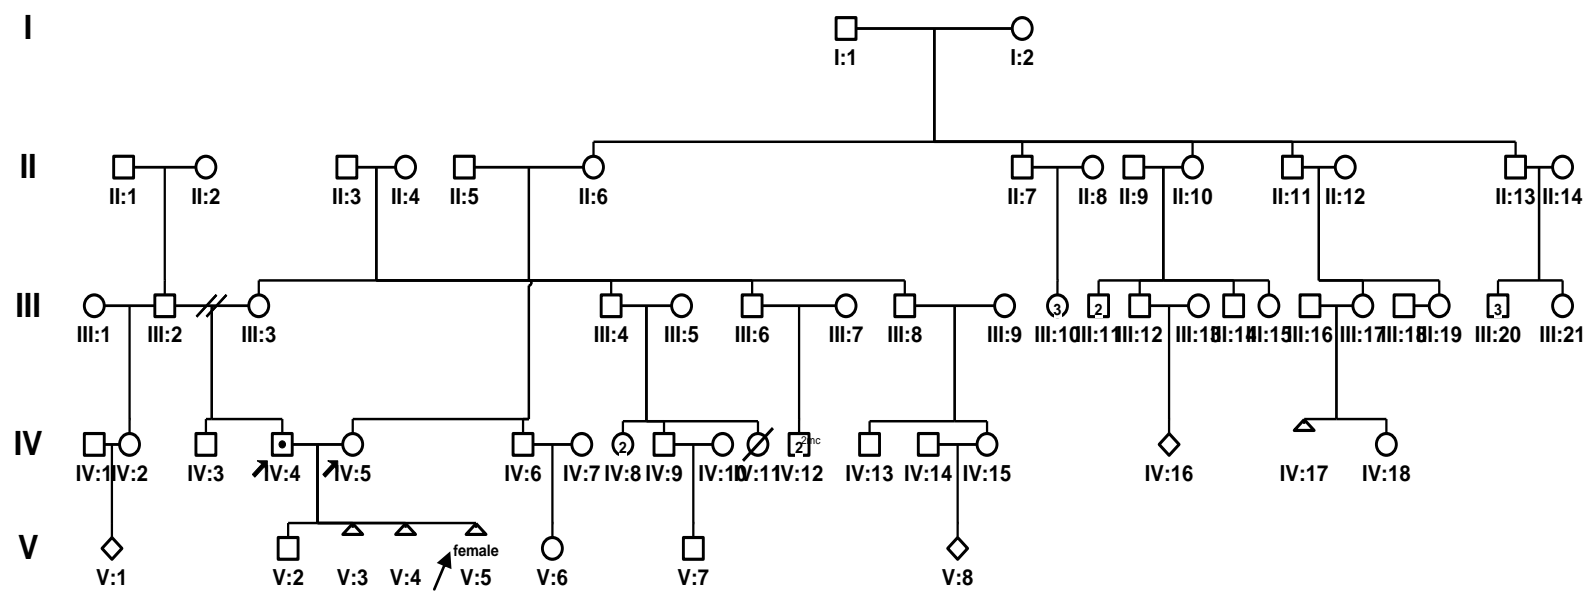 I
I:1 I:2
II
II:1 II:2 II:3 II:4 II:5 II:6 II:7 II:8 II:9 II:10 II:11 II:12 II:13 II:14
III
3 2 3
III:1 III:2 III:3 III:4 III:5 III:6 III:7 III:8 III:9 III:10 III:11 III:12 III:13 III:14 III:15 III:16 III:17 III:18 III:19 III:20 III:21
IV
2 2 2mc
IV:1 IV:2 IV:3 IV:4 IV:5 IV:6 IV:7 IV:8 IV:9 IV:10 IV:11 IV:12 IV:13 IV:14 IV:15 IV:16 IV:17 IV:18
V
female
V:1 V:2 V:3 V:4 V:5 V:6 V:7 V:8